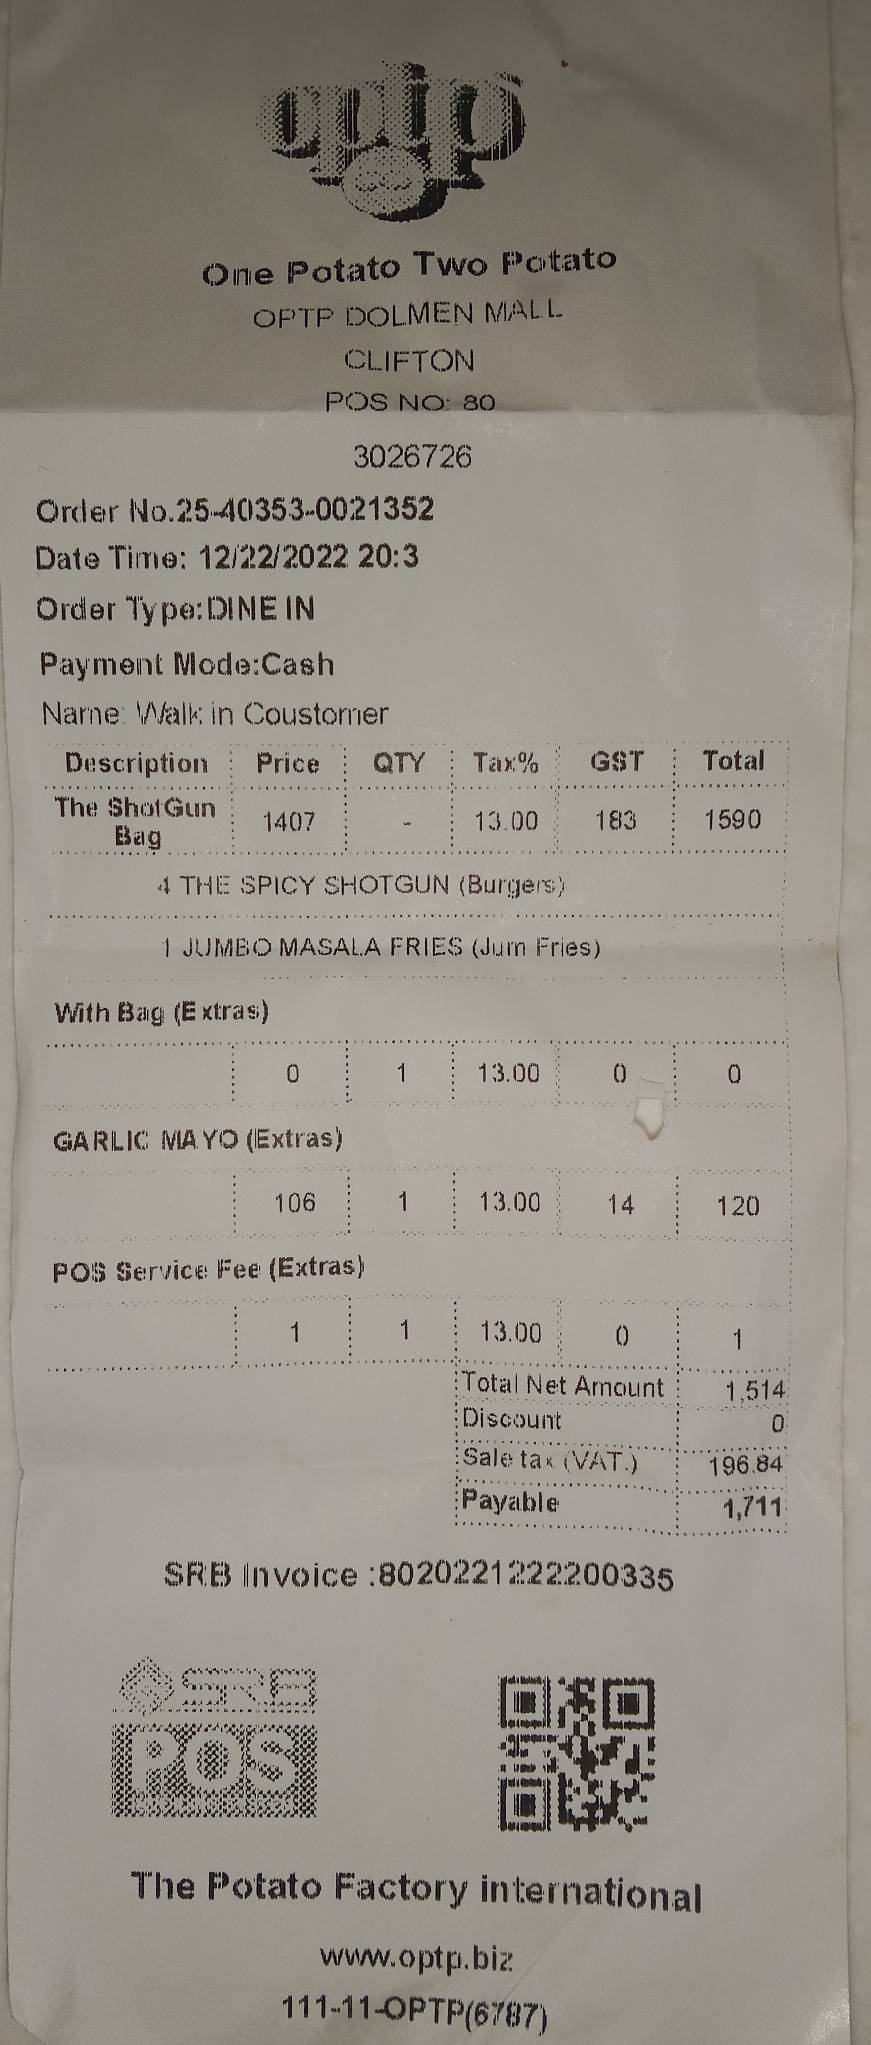 optp
One Potato Two Potato
OPTP DOLMEN MALL
CLIFTON
POS NO: 80
3026726
Order No.25-40353-0021352
Date Time: 12/22/2022 20:3
Order Type:DINE IN
Payment Mode:Cash
Name: Walk in Coustomer
Description Price QTY Tax% GST Total
The ShotGun Bag 1407 - 13.00 183 1590
4 THE SPICY SHOTGUN (Burgers)
1 JUMBO MASALA FRIES (Jum Fries)
With Bag (Extras)
0 1 13.00 0 0
GARLIC MAYO (Extras)
106 1 13.00 14 120
POS Service Fee (Extras)
1 1 13.00 0 1
Total Net Amount 1,514
Discount 0
Sale tax (VAT.) 196.84
Payable 1,711
SRB Invoice :8020221222200335
SRB
POS
The Potato Factory international
www.optp.biz
111-11-OPTP(6787)